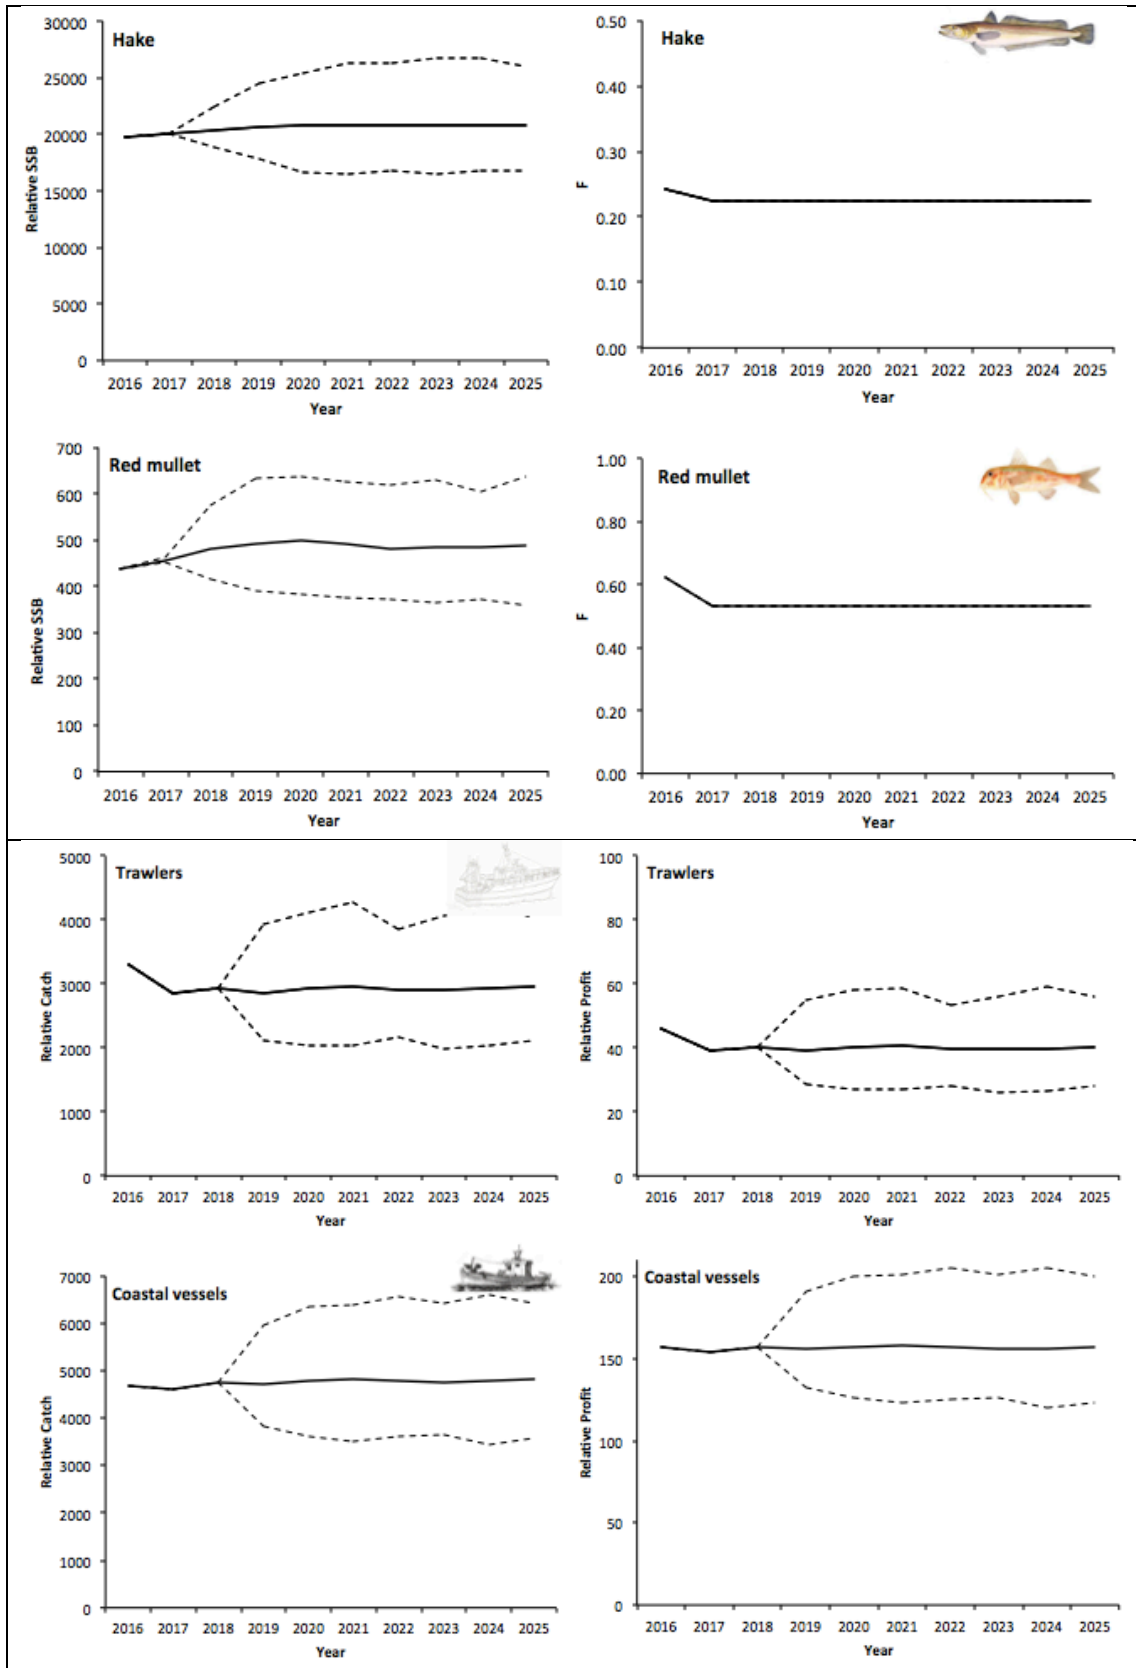 Hake
30000
25000
20000
15000
10000
5000
0
Relative SSB
2016 2017 2018 2019 2020 2021 2022 2023 2024 2025
Year
Hake
0.50
0.40
0.30
0.20
0.10
0.00
F
2016 2017 2018 2019 2020 2021 2022 2023 2024 2025
Year
Red mullet
700
600
500
400
300
200
100
0
Relative SSB
2016 2017 2018 2019 2020 2021 2022 2023 2024 2025
Year
Red mullet
1.00
0.80
0.60
0.40
0.20
0.00
F
2016 2017 2018 2019 2020 2021 2022 2023 2024 2025
Year
Trawlers
5000
4000
3000
2000
1000
0
Relative Catch
2016 2017 2018 2019 2020 2021 2022 2023 2024 2025
Year
Trawlers
100
80
60
40
20
0
Relative Profit
2016 2017 2018 2019 2020 2021 2022 2023 2024 2025
Year
Coastal vessels
7000
6000
5000
4000
3000
2000
1000
0
Relative Catch
2016 2017 2018 2019 2020 2021 2022 2023 2024 2025
Year
Coastal vessels
200
150
100
50
0
Relative Profit
2016 2017 2018 2019 2020 2021 2022 2023 2024 2025
Year